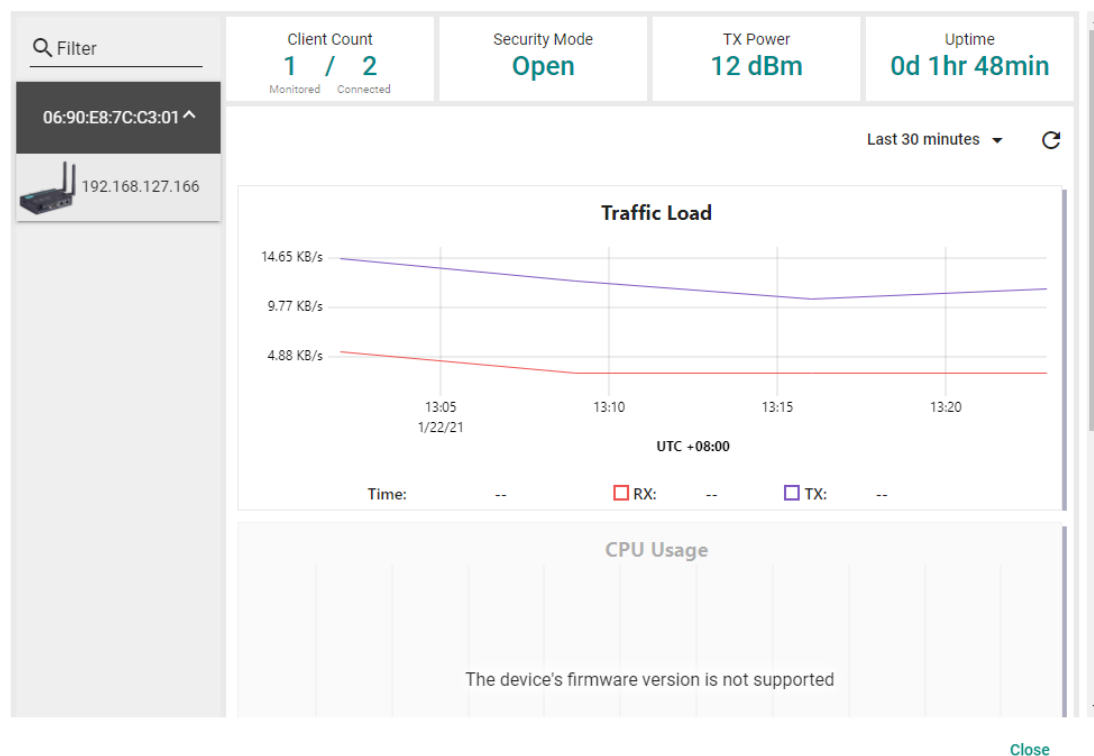 Filter
06:90:E8:7C:C3:01
192.168.127.166
Client Count
1 / 2
Monitored Connected
Security Mode
Open
TX Power
12 dBm
Uptime
0d 1hr 48min
Last 30 minutes
Traffic Load
14.65 KB/s
9.77 KB/s
4.88 KB/s
13:05 13:10 13:15 13:20
1/22/21
UTC +08:00
Time: -- RX: -- TX: --
CPU Usage
The device's firmware version is not supported
Close